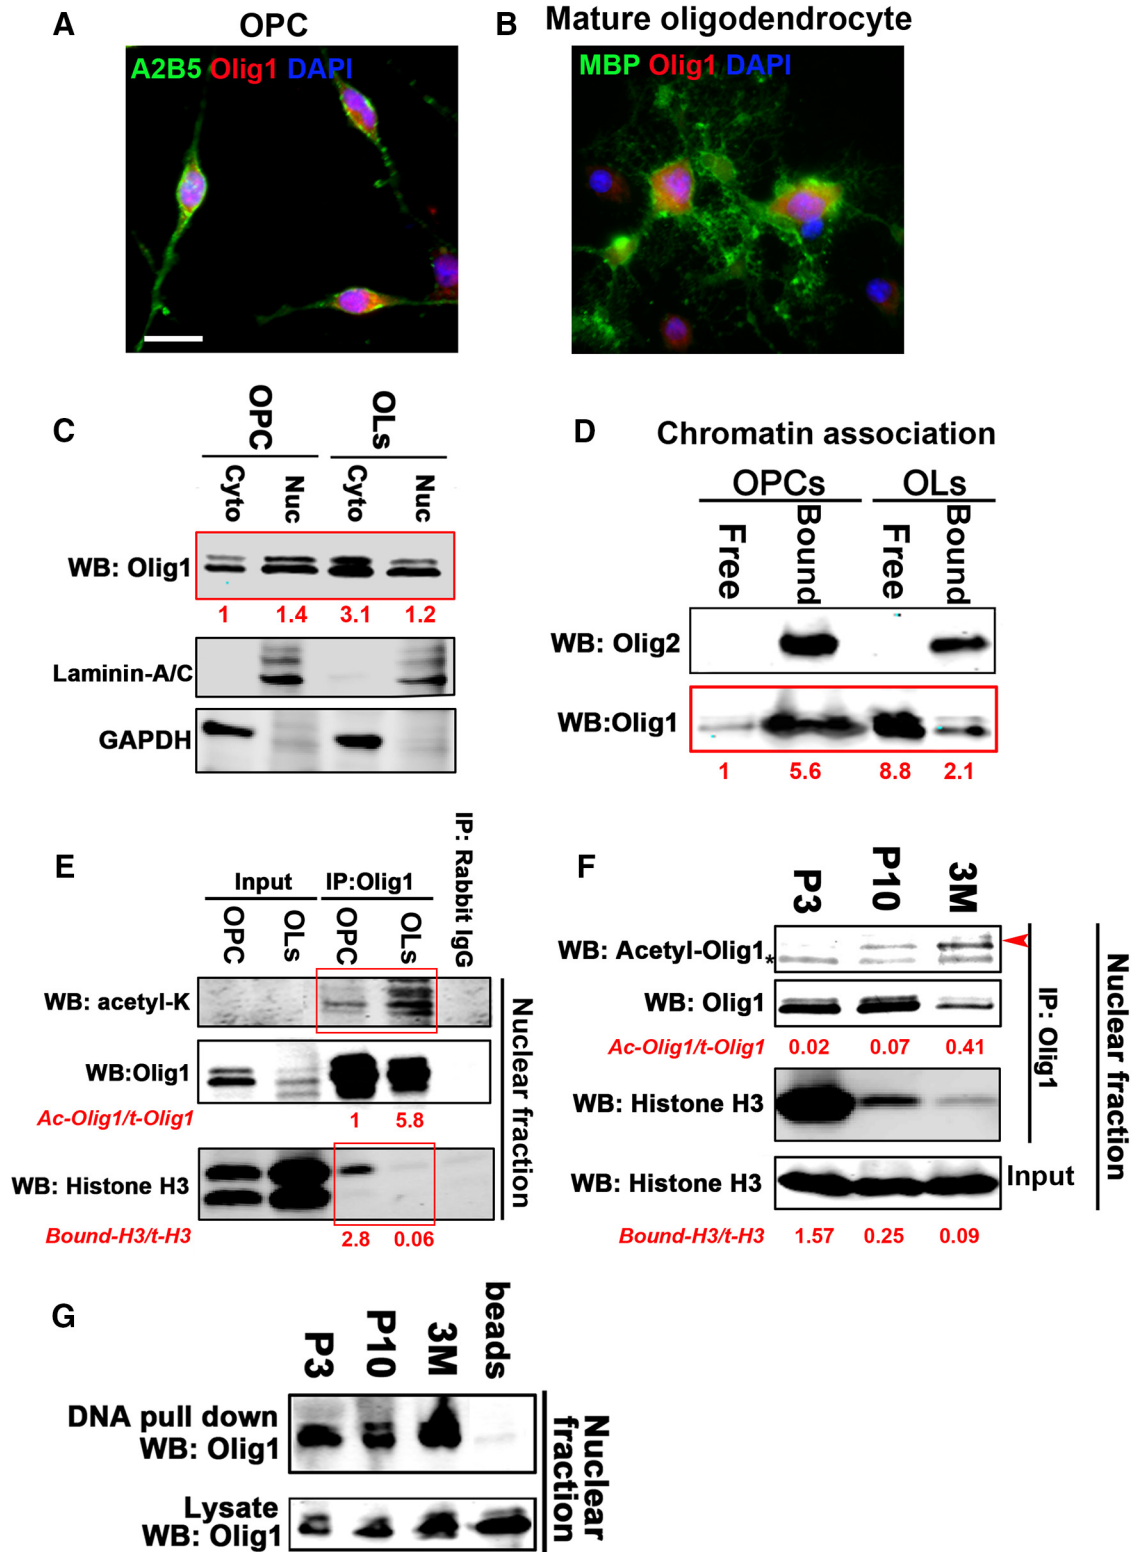 A
OPC
A2B5 Olig1 DAPI
B
Mature oligodendrocyte
MBP Olig1 DAPI
C
OPC
OLs
Cyto
Nuc
Cyto
Nuc
WB: Olig1
1 1.4 3.1 1.2
Laminin-A/C
GAPDH
D
Chromatin association
OPCs
OLs
Free
Bound
Free
Bound
WB: Olig2
WB:Olig1
1 5.6 8.8 2.1
E
Input
IP:Olig1
IP: Rabbit IgG
OPC
OLs
OPC
OLs
WB: acetyl-K
WB:Olig1
Ac-Olig1/t-Olig1
1 5.8
WB: Histone H3
Bound-H3/t-H3
2.8 0.06
Nuclear fraction
F
P3
P10
3M
WB: Acetyl-Olig1
*
WB: Olig1
Ac-Olig1/t-Olig1
0.02 0.07 0.41
WB: Histone H3
IP: Olig1
WB: Histone H3
Input
Bound-H3/t-H3
1.57 0.25 0.09
Nuclear fraction
G
P3
P10
3M
beads
DNA pull down
WB: Olig1
Lysate
WB: Olig1
Nuclear
fraction